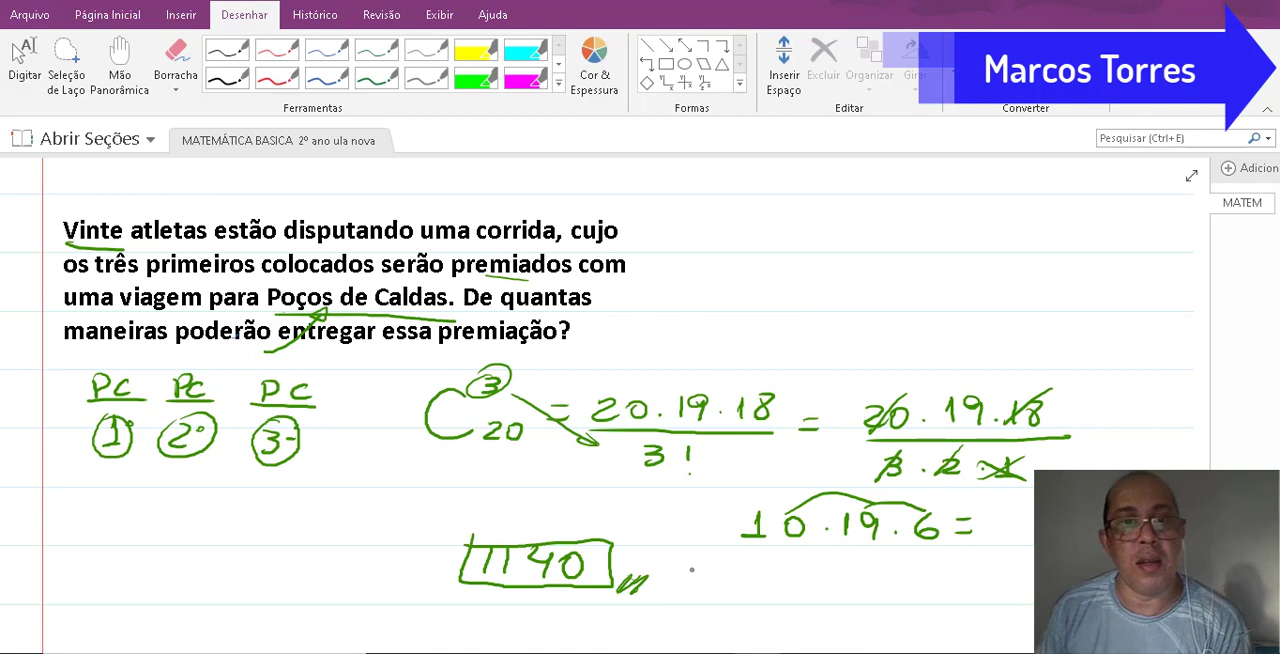 Arquivo Página Inicial Inserir Desenhar Histórico Revisão Exibir Ajuda
Marcos Torres
Digitar Seleção de Laço Mão Panorâmica Borracha Cor & Espessura Inserir Espaço Excluir Organizar Girar
Ferramentas Formas Editar Converter
Abrir Seções MATEMÁTICA BASICA 2º ano ula nova Pesquisar (Ctrl+E)
Adicion
MATEM
Vinte atletas estão disputando uma corrida, cujo
os três primeiros colocados serão premiados com
uma viagem para Poços de Caldas. De quantas
maneiras poderão entregar essa premiação?
PC PC PC
1º 2º 3º
C 3 20 = 20.19.18 / 3! = 20.19.18 / 3.2.1
10.19.6=
1140